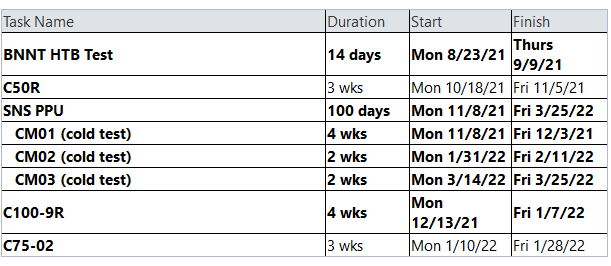 Task Name Duration Start Finish
BNNT HTB Test 14 days Mon 8/23/21 Thurs 9/9/21
C50R 3 wks Mon 10/18/21 Fri 11/5/21
SNS PPU 100 days Mon 11/8/21 Fri 3/25/22
CM01 (cold test) 4 wks Mon 11/8/21 Fri 12/3/21
CM02 (cold test) 2 wks Mon 1/31/22 Fri 2/11/22
CM03 (cold test) 2 wks Mon 3/14/22 Fri 3/25/22
C100-9R 4 wks Mon 12/13/21 Fri 1/7/22
C75-02 3 wks Mon 1/10/22 Fri 1/28/22